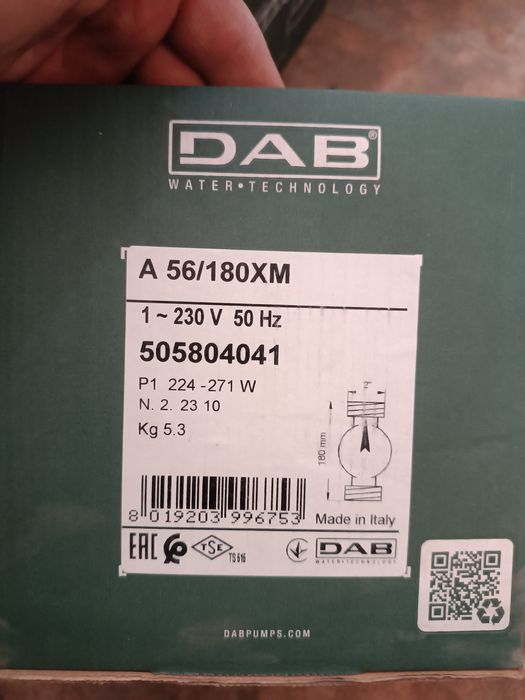 DAB®
WATER•TECHNOLOGY
A 56/180XM
1 ~ 230 V 50 Hz
505804041
P1 224 - 271 W
N. 2. 23 10
Kg 5.3
2"
180 mm
8 019203 996753
Made in Italy
EAC TSE TS 616 DAB
WATER•TECHNOLOGY
DABPUMPS.COM